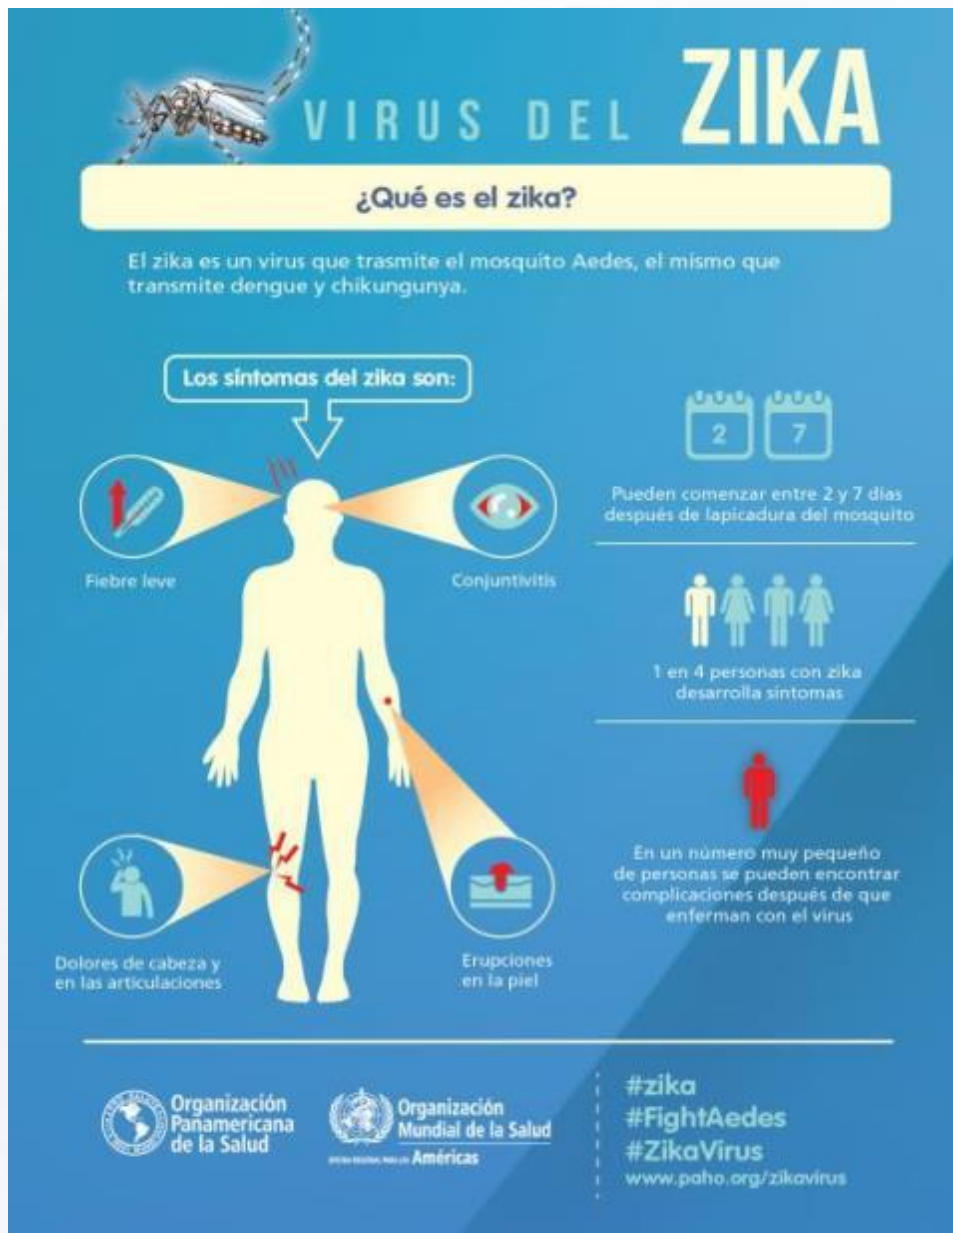 VIRUS DEL ZIKA
¿Qué es el zika?
El zika es un virus que trasmite el mosquito Aedes, el mismo que
transmite dengue y chikungunya.
Los síntomas del zika son:
Fiebre leve
Conjuntivitis
Dolores de cabeza y
en las articulaciones
Erupciones
en la piel
2 7
Pueden comenzar entre 2 y 7 días
después de lapicadura del mosquito
1 en 4 personas con zika
desarrolla síntomas
En un número muy pequeño
de personas se pueden encontrar
complicaciones después de que
enferman con el virus
Organización
Panamericana
de la Salud
Organización
Mundial de la Salud
OFICINA REGIONAL PARA LAS Américas
#zika
#FightAedes
#ZikaVirus
www.paho.org/zikavirus